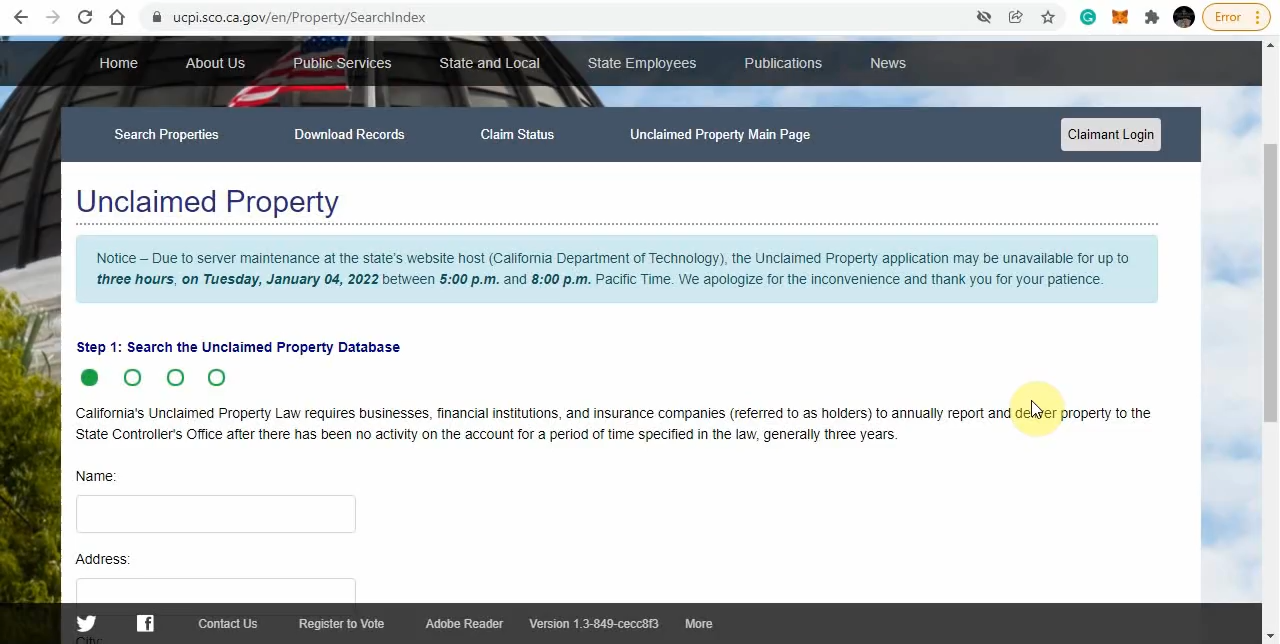 ucpi.sco.ca.gov/en/Property/SearchIndex
Error
Home About Us Public Services State and Local State Employees Publications News
Search Properties Download Records Claim Status Unclaimed Property Main Page Claimant Login
Unclaimed Property
Notice – Due to server maintenance at the state's website host (California Department of Technology), the Unclaimed Property application may be unavailable for up to
three hours, on Tuesday, January 04, 2022 between 5:00 p.m. and 8:00 p.m. Pacific Time. We apologize for the inconvenience and thank you for your patience.
Step 1: Search the Unclaimed Property Database
California's Unclaimed Property Law requires businesses, financial institutions, and insurance companies (referred to as holders) to annually report and deliver property to the
State Controller's Office after there has been no activity on the account for a period of time specified in the law, generally three years.
Name:
Address:
Contact Us Register to Vote Adobe Reader Version 1.3-849-cecc8f3 More
City: